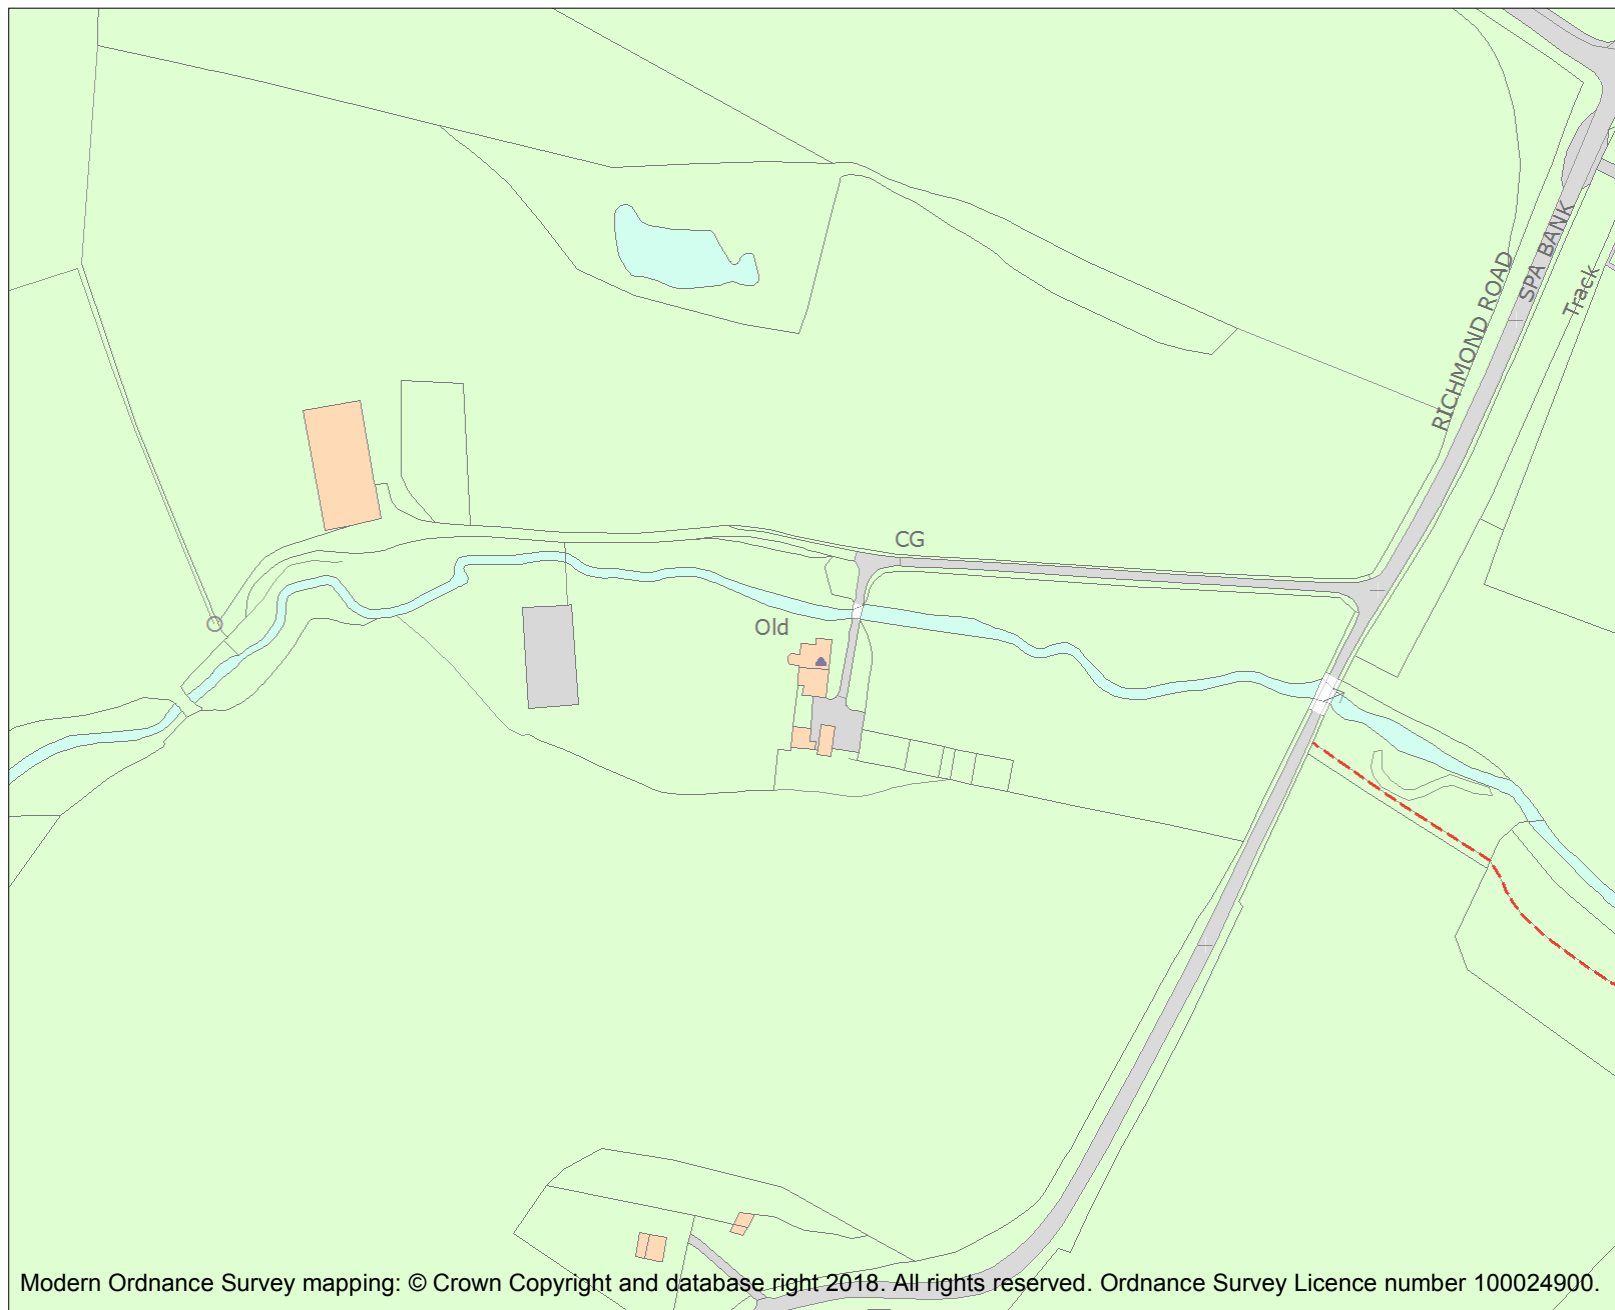 RICHMOND ROAD
SPA BANK
Track
CG
Old
Modern Ordnance Survey mapping: © Crown Copyright and database right 2018. All rights reserved. Ordnance Survey Licence number 100024900.